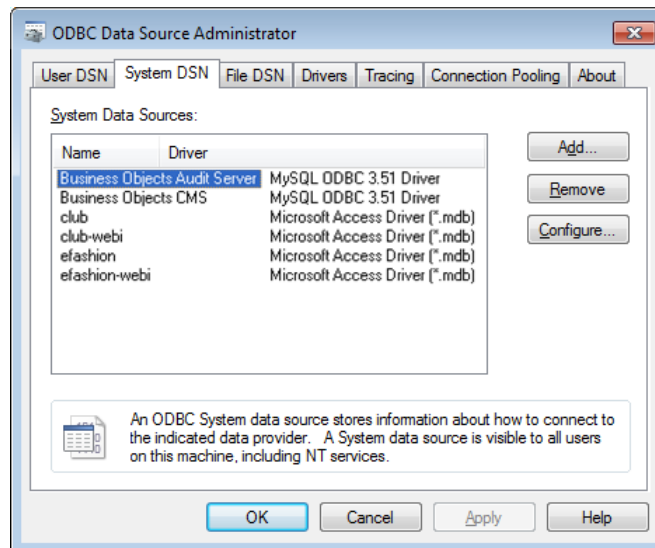 ODBC Data Source Administrator
User DSN System DSN File DSN Drivers Tracing Connection Pooling About
System Data Sources:
Name Driver
Business Objects Audit Server MySQL ODBC 3.51 Driver
Business Objects CMS MySQL ODBC 3.51 Driver
club Microsoft Access Driver (*.mdb)
club-webi Microsoft Access Driver (*.mdb)
efashion Microsoft Access Driver (*.mdb)
efashion-webi Microsoft Access Driver (*.mdb)
Add...
Remove
Configure...
An ODBC System data source stores information about how to connect to
the indicated data provider. A System data source is visible to all users
on this machine, including NT services.
OK Cancel Apply Help